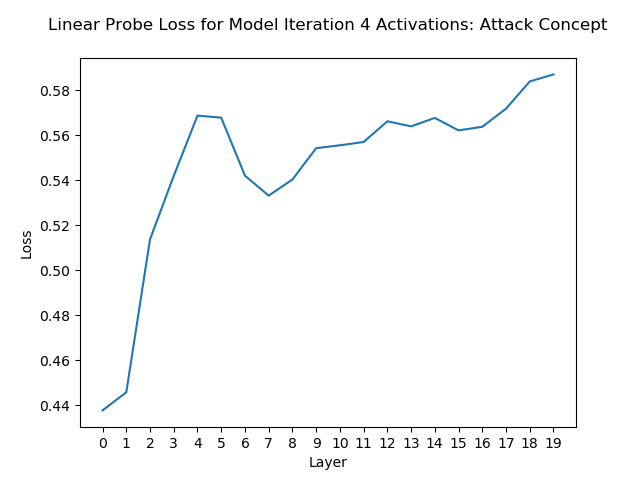 Linear Probe Loss for Model Iteration 4 Activations: Attack Concept
0.58
0.56
0.54
0.52
0.50
0.48
0.46
0.44
Loss
0 1 2 3 4 5 6 7 8 9 10 11 12 13 14 15 16 17 18 19
Layer